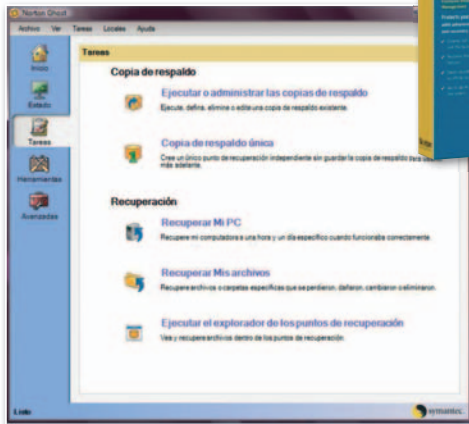 Norton Ghost
Archivo Ver Tareas Locales Ayuda
Inicio
Estado
Tareas
Herramientas
Avanzadas
Tareas
Copia de respaldo
Ejecutar o administrar las copias de respaldo
Ejecute, defina, elimine o edite una copia de respaldo existente.
Copia de respaldo única
Cree un único punto de recuperación independiente sin guardar la copia de respaldo para
más adelante.
Recuperación
Recuperar Mi PC
Recupere mi computadora a una hora y un día específico cuando funcionaba correctamente.
Recuperar Mis archivos
Recupere archivos o carpetas específicas que se perdieron, dañaron, cambiaron o eliminaron.
Ejecutar el explorador de los puntos de recuperación
Vea y recupere archivos dentro de los puntos de recuperación.
Listo
symantec.